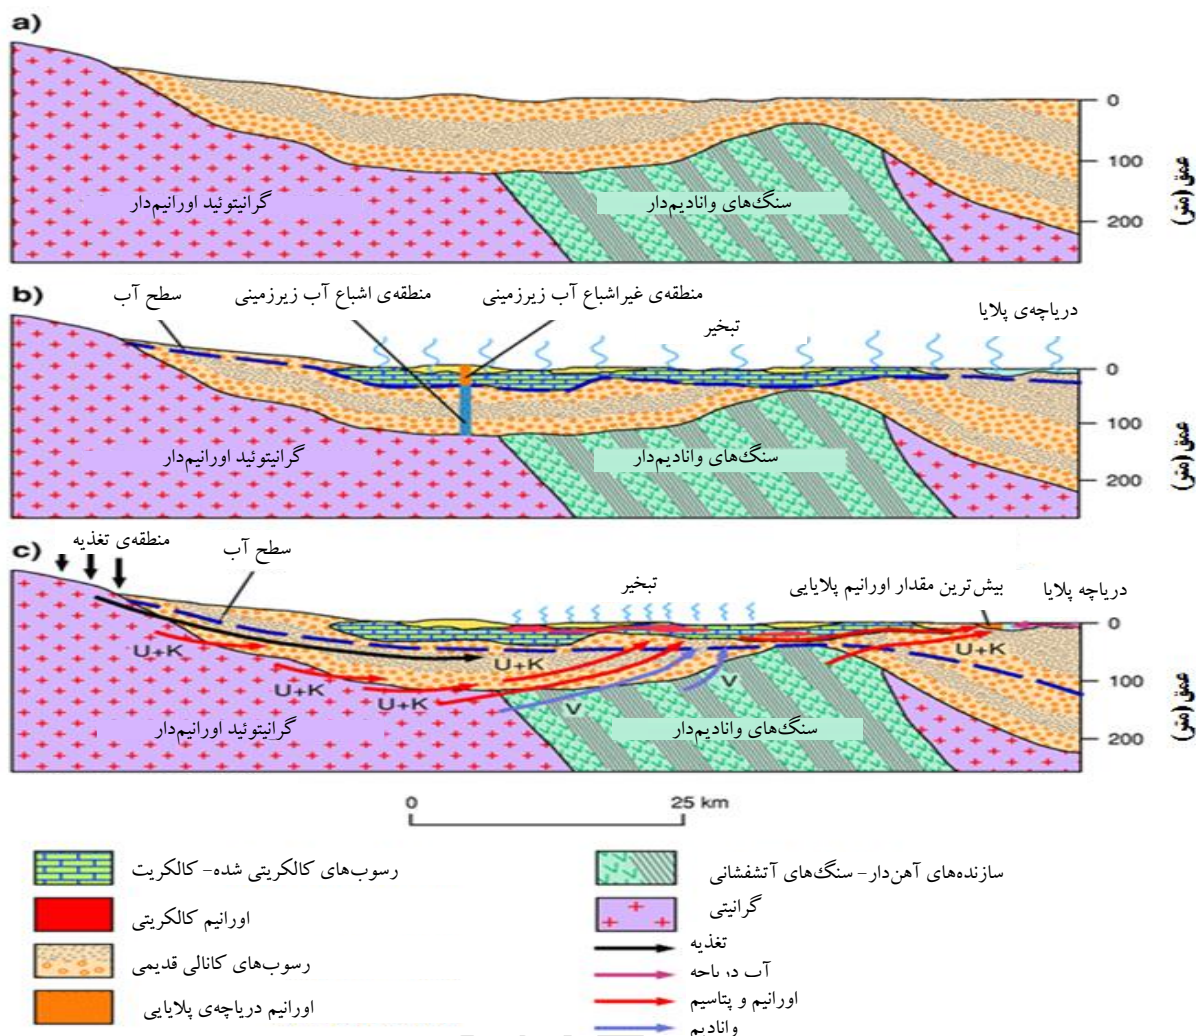 a)
0
100
200
عمق (متر)
گرانیتوئید اورانیم‌دار
سنگ‌های وانادیم‌دار
b)
سطح آب
منطقه‌ی اشباع آب زیرزمینی
منطقه‌ی غیراشباع آب زیرزمینی
تبخیر
دریاچه‌ی پلایا
0
100
200
عمق (متر)
گرانیتوئید اورانیم‌دار
سنگ‌های وانادیم‌دار
c)
منطقه‌ی تغذیه
سطح آب
تبخیر
بیش‌ترین مقدار اورانیم پلایایی
دریاچه پلایا
0
100
200
عمق (متر)
U+K
U+K
U+K
U+K
U+K
V
V
گرانیتوئید اورانیم‌دار
سنگ‌های وانادیم‌دار
0
25 km
رسوب‌های کالکریتی شده- کالکریت
اورانیم کالکریتی
رسوب‌های کانالی قدیمی
اورانیم دریاچه‌ی پلایایی
سازنده‌های آهن‌دار- سنگ‌های آتشفشانی
گرانیتی
تغذیه
آب دریاچه
اورانیم و پتاسیم
وانادیم